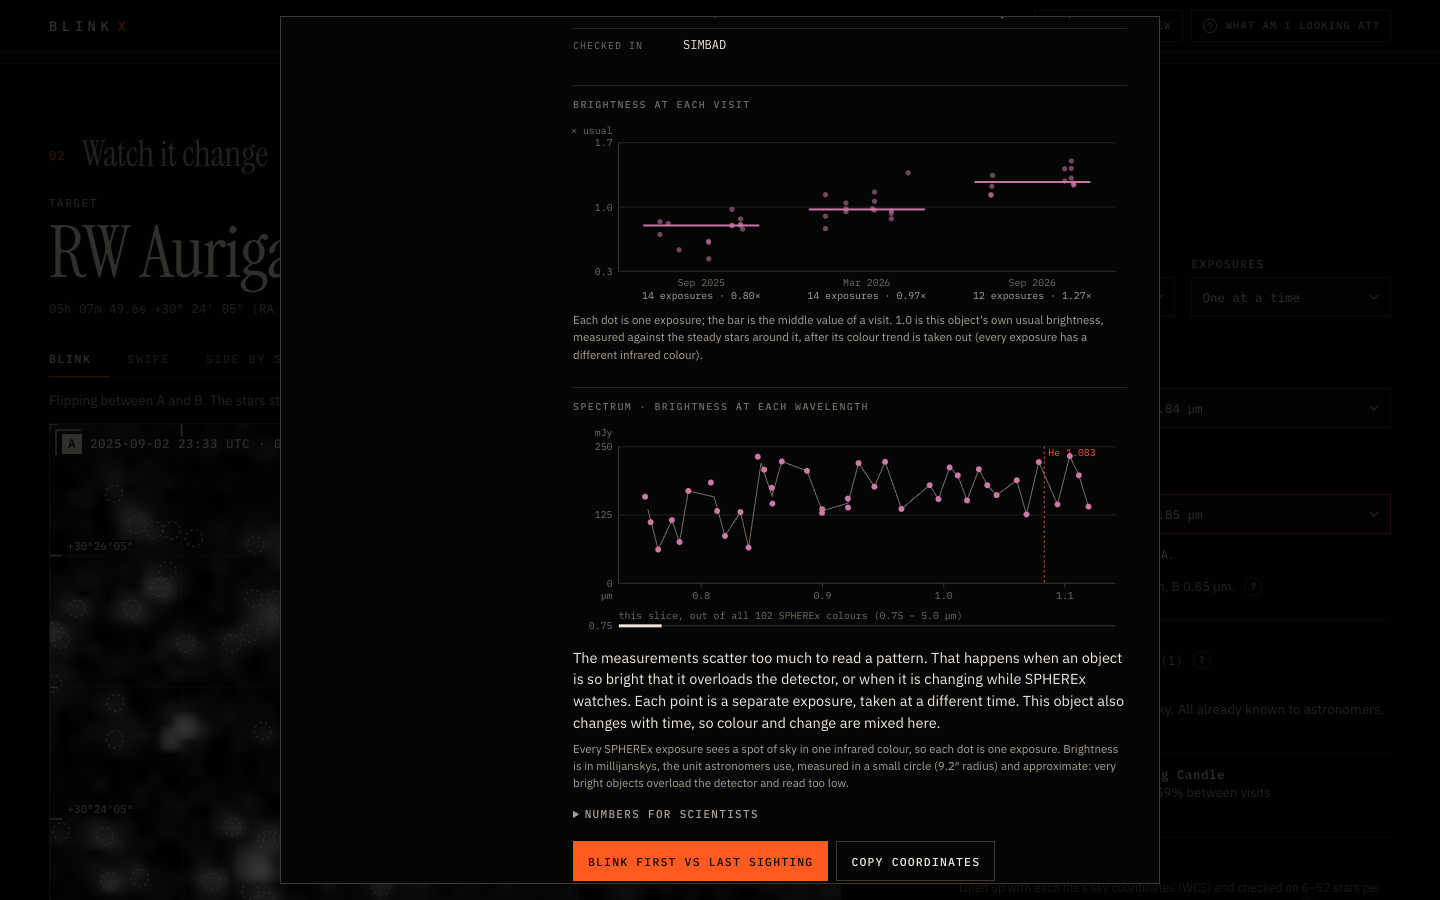 BLINK X
EW
? WHAT AM I LOOKING AT?
CHECKED IN SIMBAD
02 Watch it change
TARGET
RW Auriga
05h 07m 49.6s +30° 24' 05" (RA
BLINK SWIPE SIDE BY S
Flipping between A and B. The stars st
A 2025-09-02 23:33 UTC · 0
+30°26'05"
+30°24'05"
BRIGHTNESS AT EACH VISIT
× usual
1.7
1.0
0.3
Sep 2025 Mar 2026 Sep 2026
14 exposures · 0.80× 14 exposures · 0.97× 12 exposures · 1.27×
Each dot is one exposure; the bar is the middle value of a visit. 1.0 is this object's own usual brightness,
measured against the steady stars around it, after its colour trend is taken out (every exposure has a
different infrared colour).
SPECTRUM · BRIGHTNESS AT EACH WAVELENGTH
mJy
250
He 1.083
125
0
µm 0.8 0.9 1.0 1.1
this slice, out of all 102 SPHEREx colours (0.75 – 5.0 µm)
0.75
The measurements scatter too much to read a pattern. That happens when an object
is so bright that it overloads the detector, or when it is changing while SPHEREx
watches. Each point is a separate exposure, taken at a different time. This object also
changes with time, so colour and change are mixed here.
Every SPHEREx exposure sees a spot of sky in one infrared colour, so each dot is one exposure. Brightness
is in millijanskys, the unit astronomers use, measured in a small circle (9.2″ radius) and approximate: very
bright objects overload the detector and read too low.
▶ NUMBERS FOR SCIENTISTS
BLINK FIRST VS LAST SIGHTING COPY COORDINATES
EXPOSURES
One at a time
.84 µm
.85 µm
A.
m, B 0.85 µm. ?
(1) ?
ky. All already known to astronomers.
g Candle
59% between visits
Lined up with each file's sky coordinates (WCS) and checked on 6–52 stars per